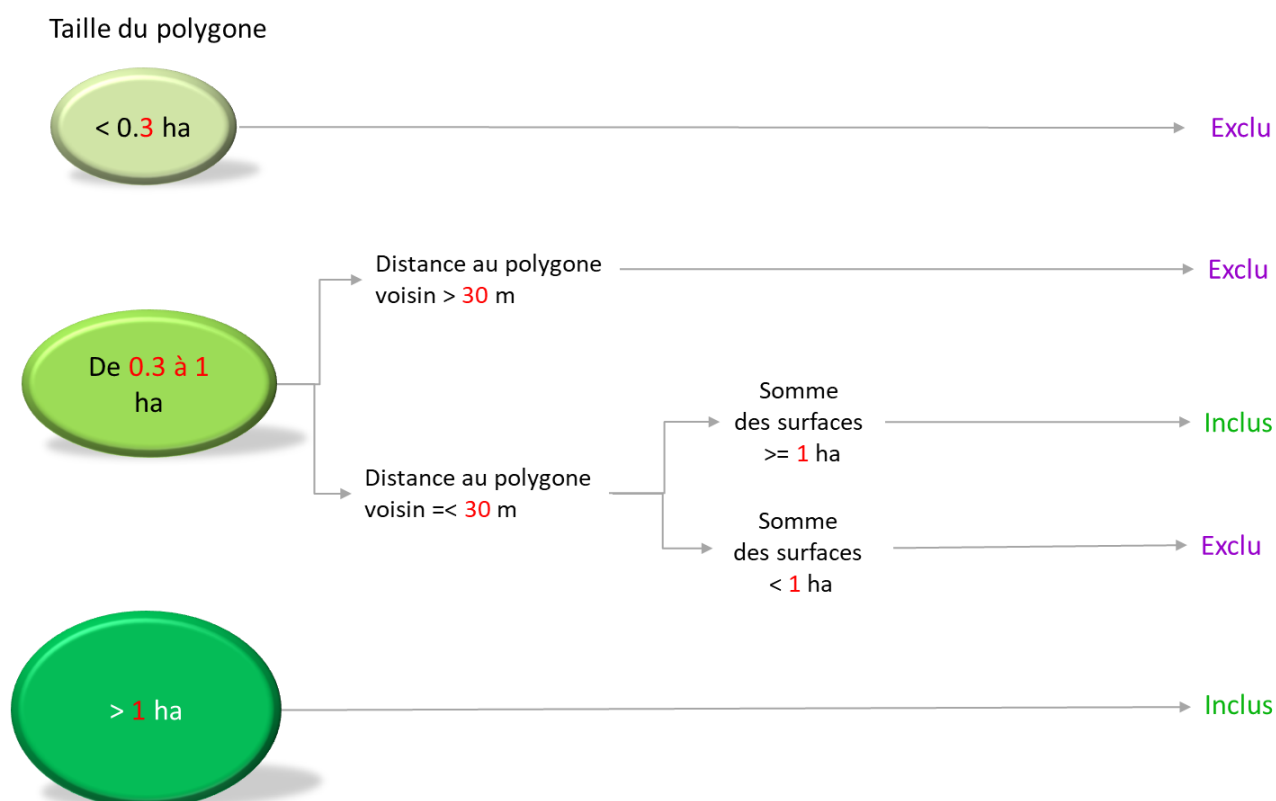 Taille du polygone
< 0.3 ha
Exclu
Distance au polygone
voisin > 30 m
Exclu
De 0.3 à 1
ha
Somme
des surfaces
>= 1 ha
Inclus
Distance au polygone
voisin =< 30 m
Somme
des surfaces
< 1 ha
Exclu
> 1 ha
Inclus